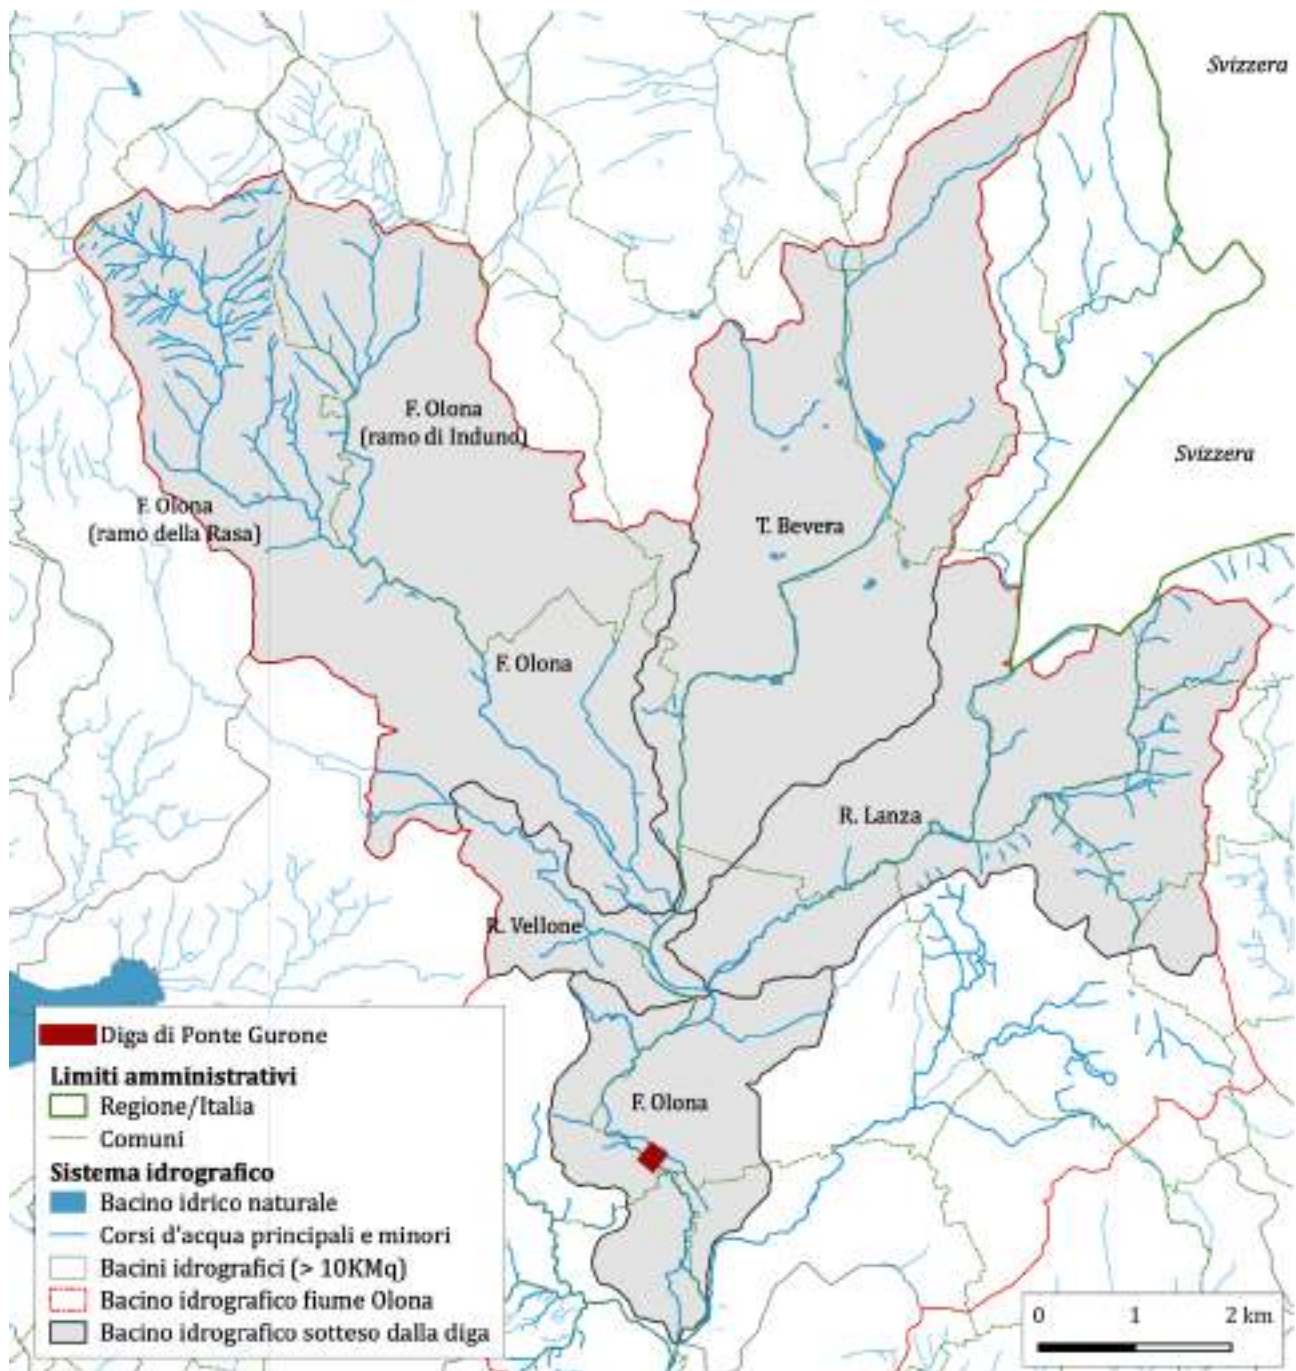 Svizzera
F. Olona
(ramo di Induno)
Svizzera
F. Olona
(ramo della Rasa)
T. Bevera
F. Olona
R. Lanza
R. Vellone
F. Olona
Diga di Ponte Gurone
Limiti amministrativi
Regione/Italia
Comuni
Sistema idrografico
Bacino idrico naturale
Corsi d'acqua principali e minori
Bacini idrografici (> 10KMq)
Bacino idrografico fiume Olona
Bacino idrografico sotteso dalla diga
0 1 2 km